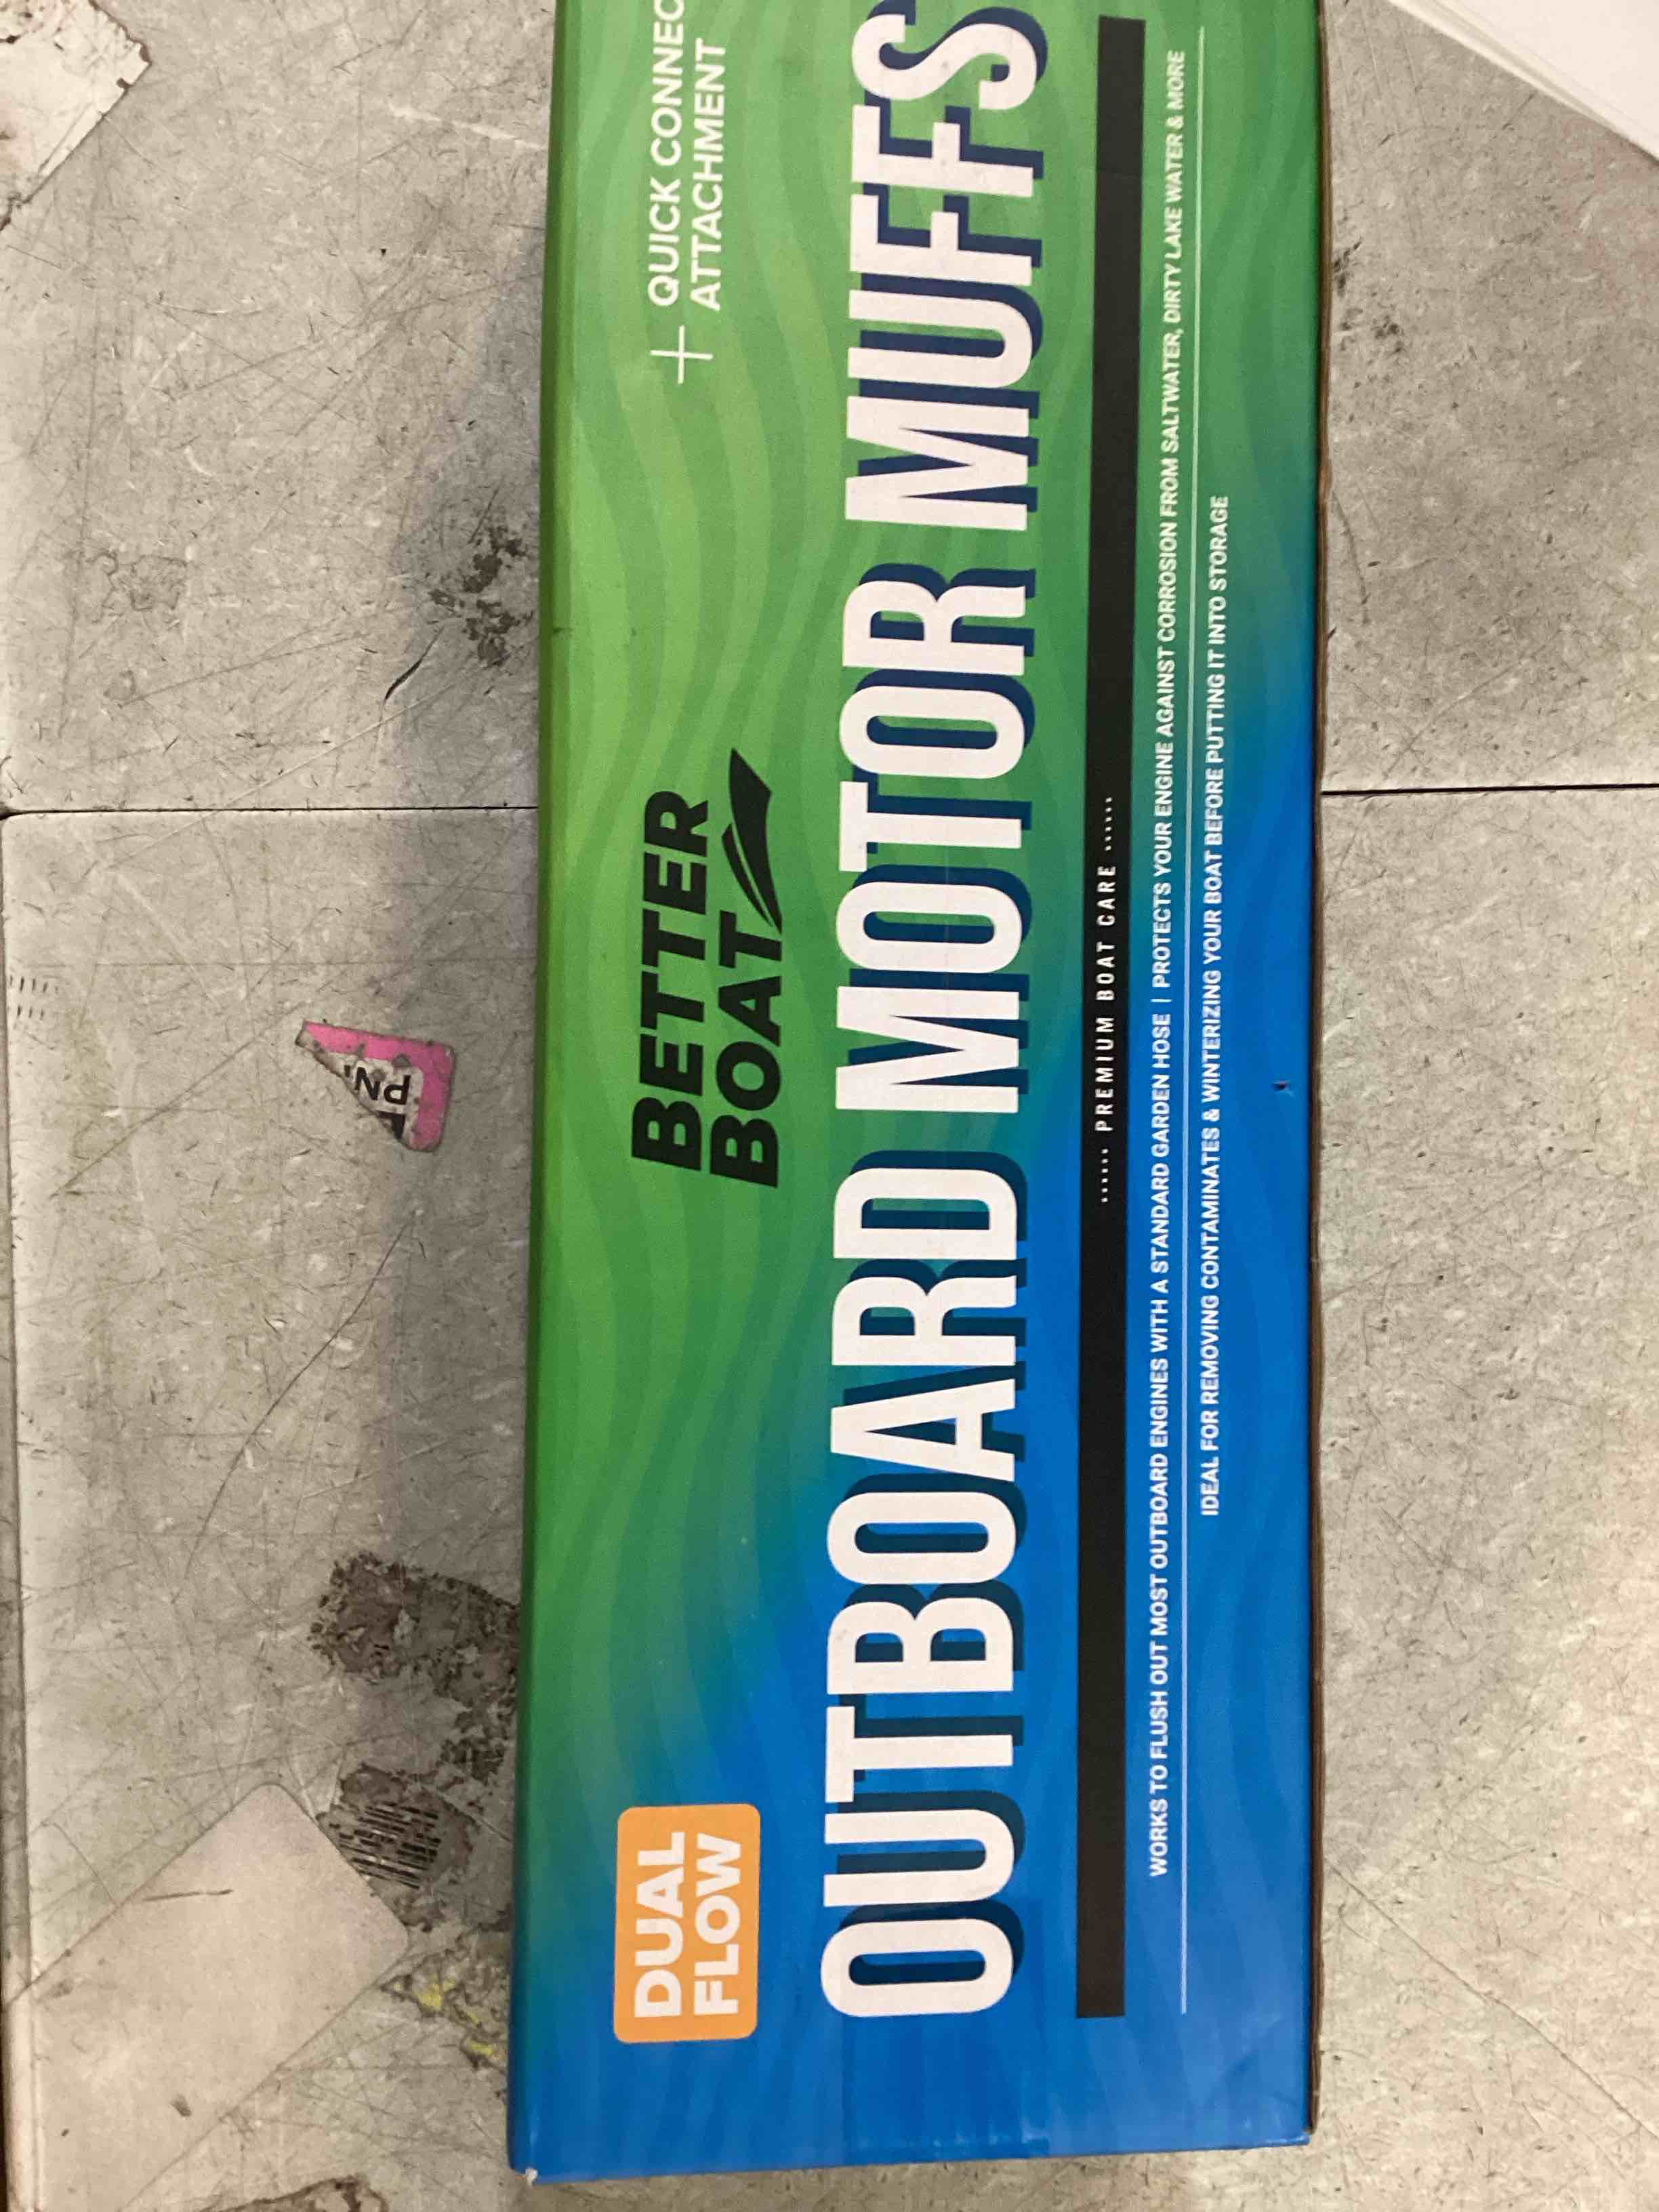 DUAL
FLOW
BETTER
BOAT
+ QUICK CONNEC
ATTACHMENT
OUTBOARD MOTOR MUFFS
..... PREMIUM BOAT CARE .....
WORKS TO FLUSH OUT MOST OUTBOARD ENGINES WITH A STANDARD GARDEN HOSE | PROTECTS YOUR ENGINE AGAINST CORROSION FROM SALTWATER, DIRTY LAKE WATER & MORE
IDEAL FOR REMOVING CONTAMINATES & WINTERIZING YOUR BOAT BEFORE PUTTING IT INTO STORAGE